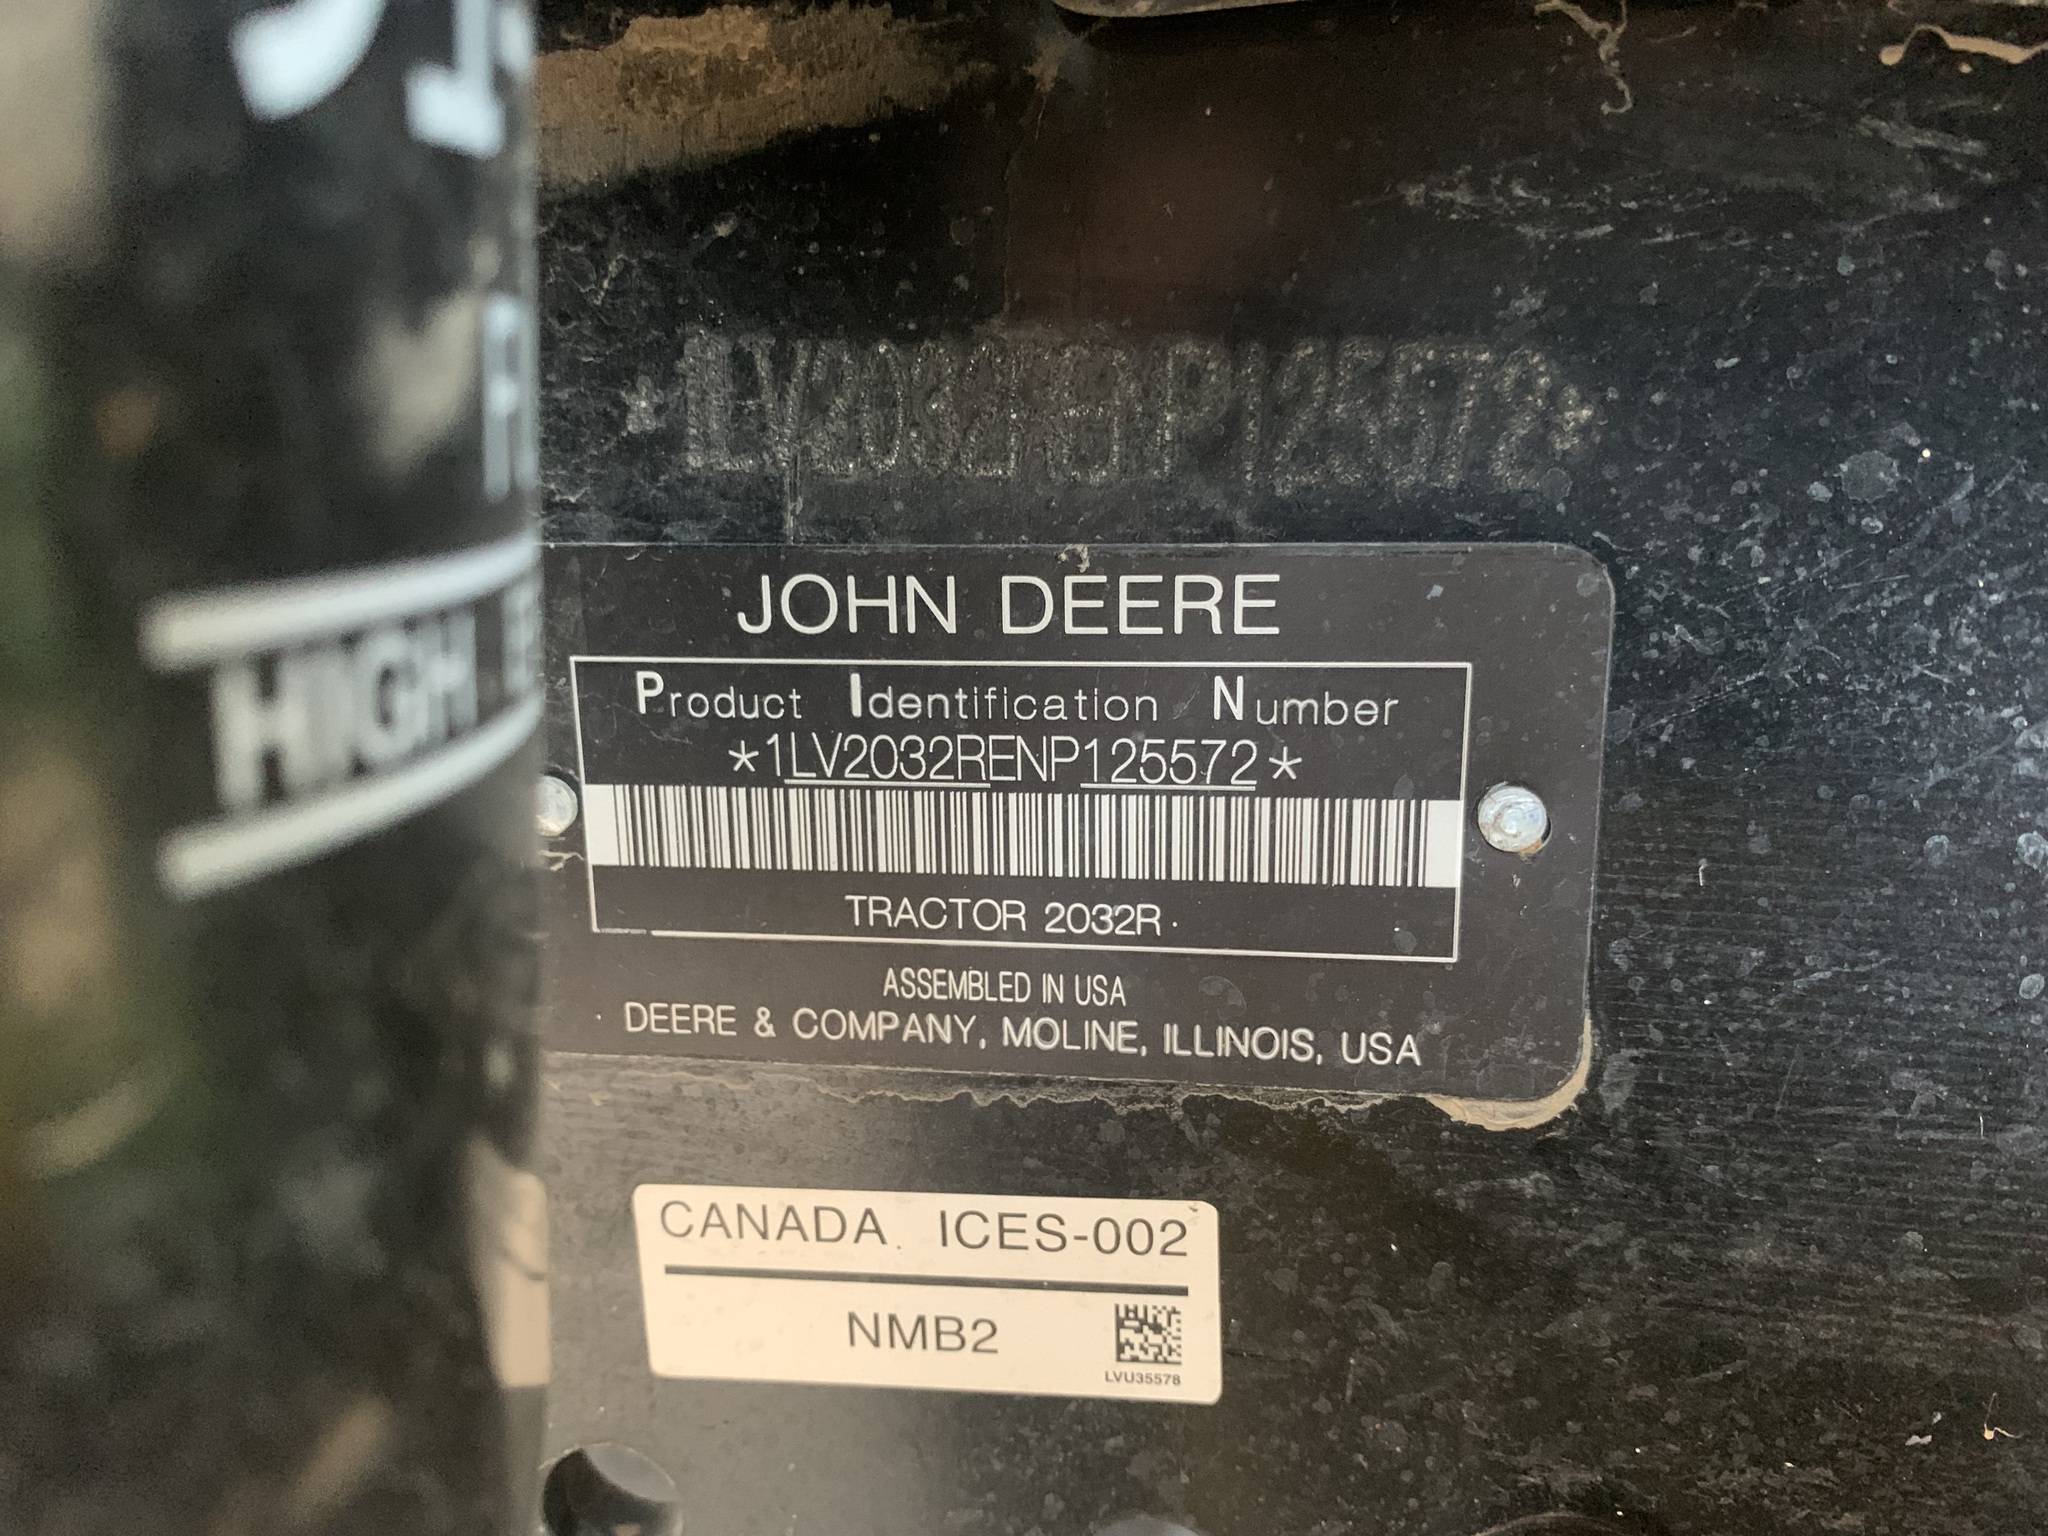 HIGH
JOHN DEERE
Product Identification Number
*1LV2032RENP125572*
TRACTOR 2032R
ASSEMBLED IN USA
DEERE & COMPANY, MOLINE, ILLINOIS, USA
CANADA ICES-002
NMB2
LVU35578